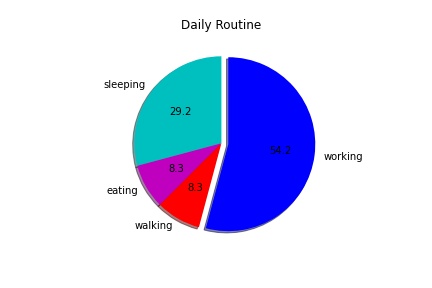 Daily Routine
sleeping
29.2
54.2
working
8.3
eating
8.3
walking